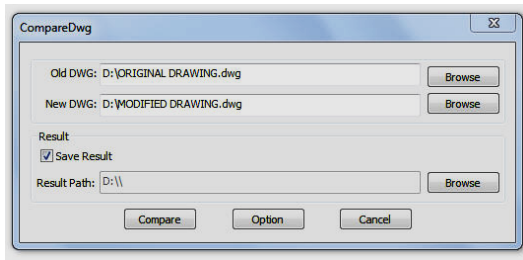 CompareDwg
Old DWG: D:\ORIGINAL DRAWING.dwg Browse
New DWG: D:\MODIFIED DRAWING.dwg Browse
Result
Save Result
Result Path: D:\\ Browse
Compare Option Cancel